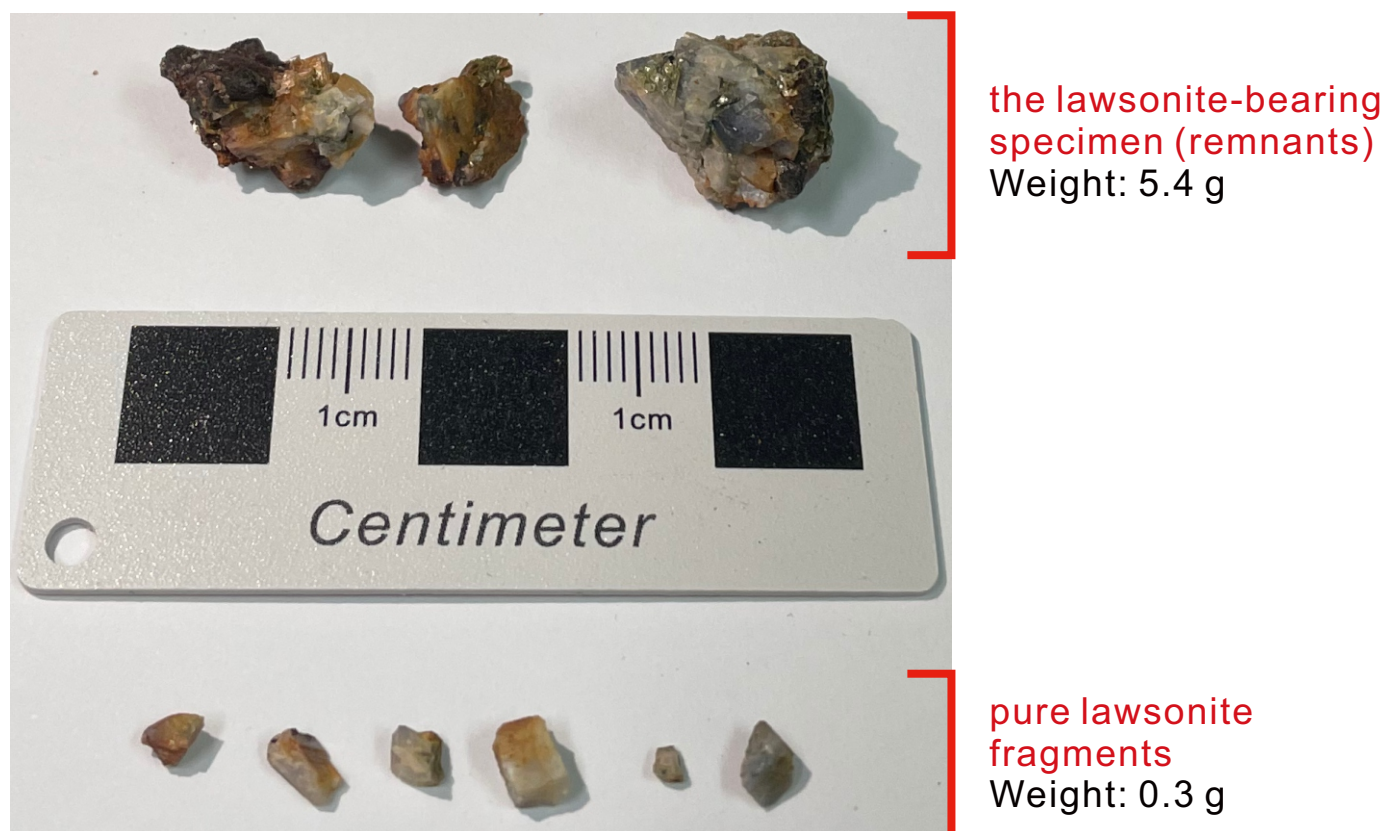 the lawsonite-bearing
specimen (remnants)
Weight: 5.4 g
1cm
1cm
Centimeter
pure lawsonite
fragments
Weight: 0.3 g